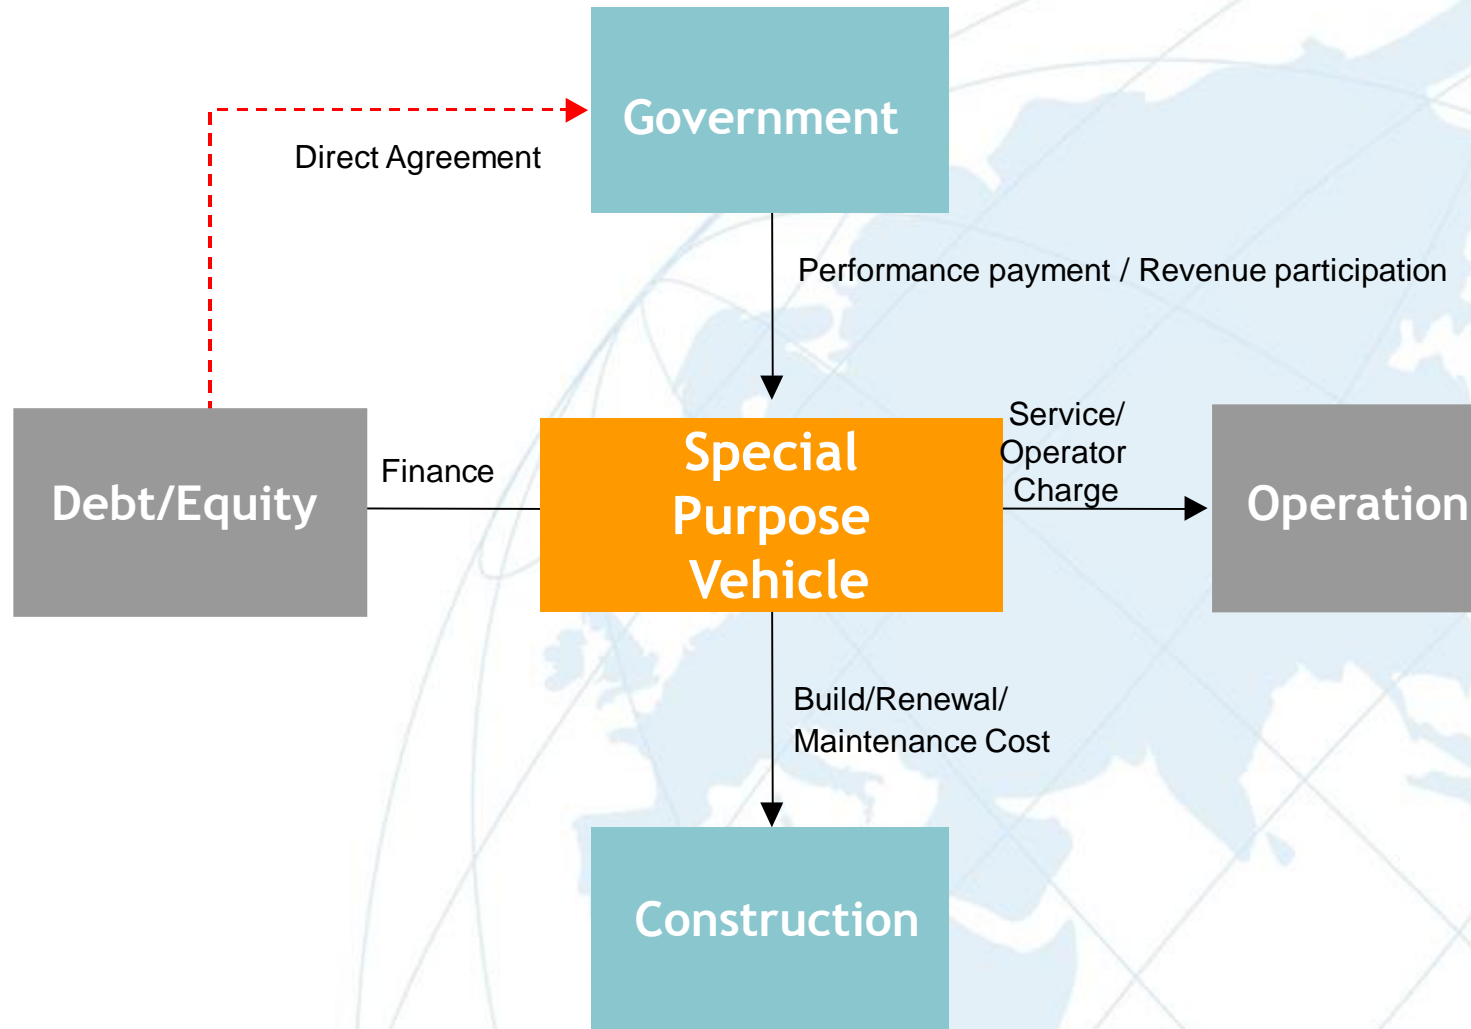 Government
Direct Agreement
Performance payment / Revenue participation
Debt/Equity
Finance
Special
Purpose
Vehicle
Service/
Operator
Charge
Operation
Build/Renewal/
Maintenance Cost
Construction